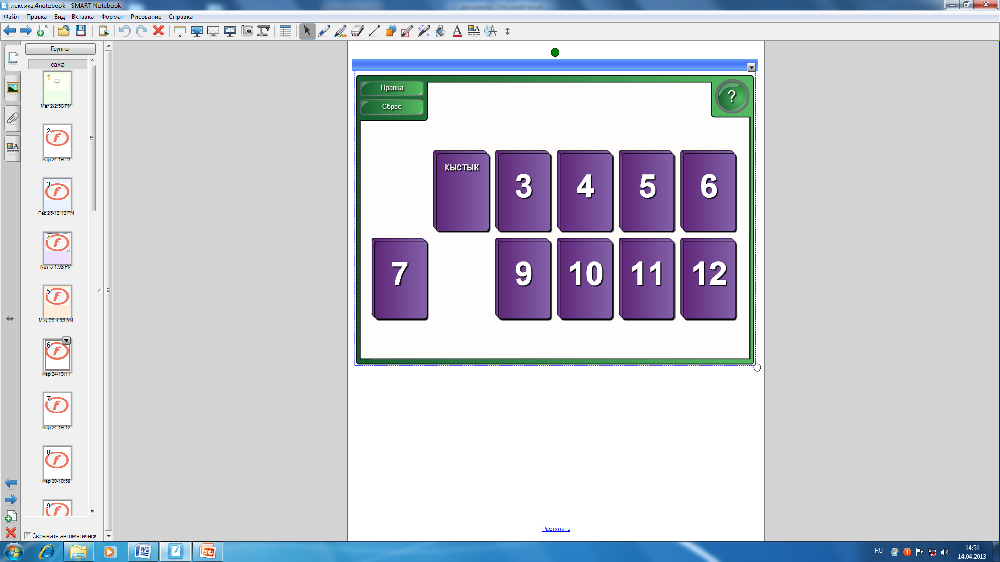 лексика.4notebook - SMART Notebook
Файл Правка Вид Вставка Формат Рисование Справка
Группы
саха
1
Mar 2-2:56 PM
2
мар 24-19:23
3
Feb 25-12:12 PM
4
Nov 5-1:08 PM
5
May 20-4:33 AM
6
мар 24-19:11
7
мар 24-19:12
8
мар 30-10:58
9
Скрывать автоматическ
Правка
Сброс
?
кыстык 3 4 5 6
7 9 10 11 12
Растянуть
RU
14:51
14.04.2013